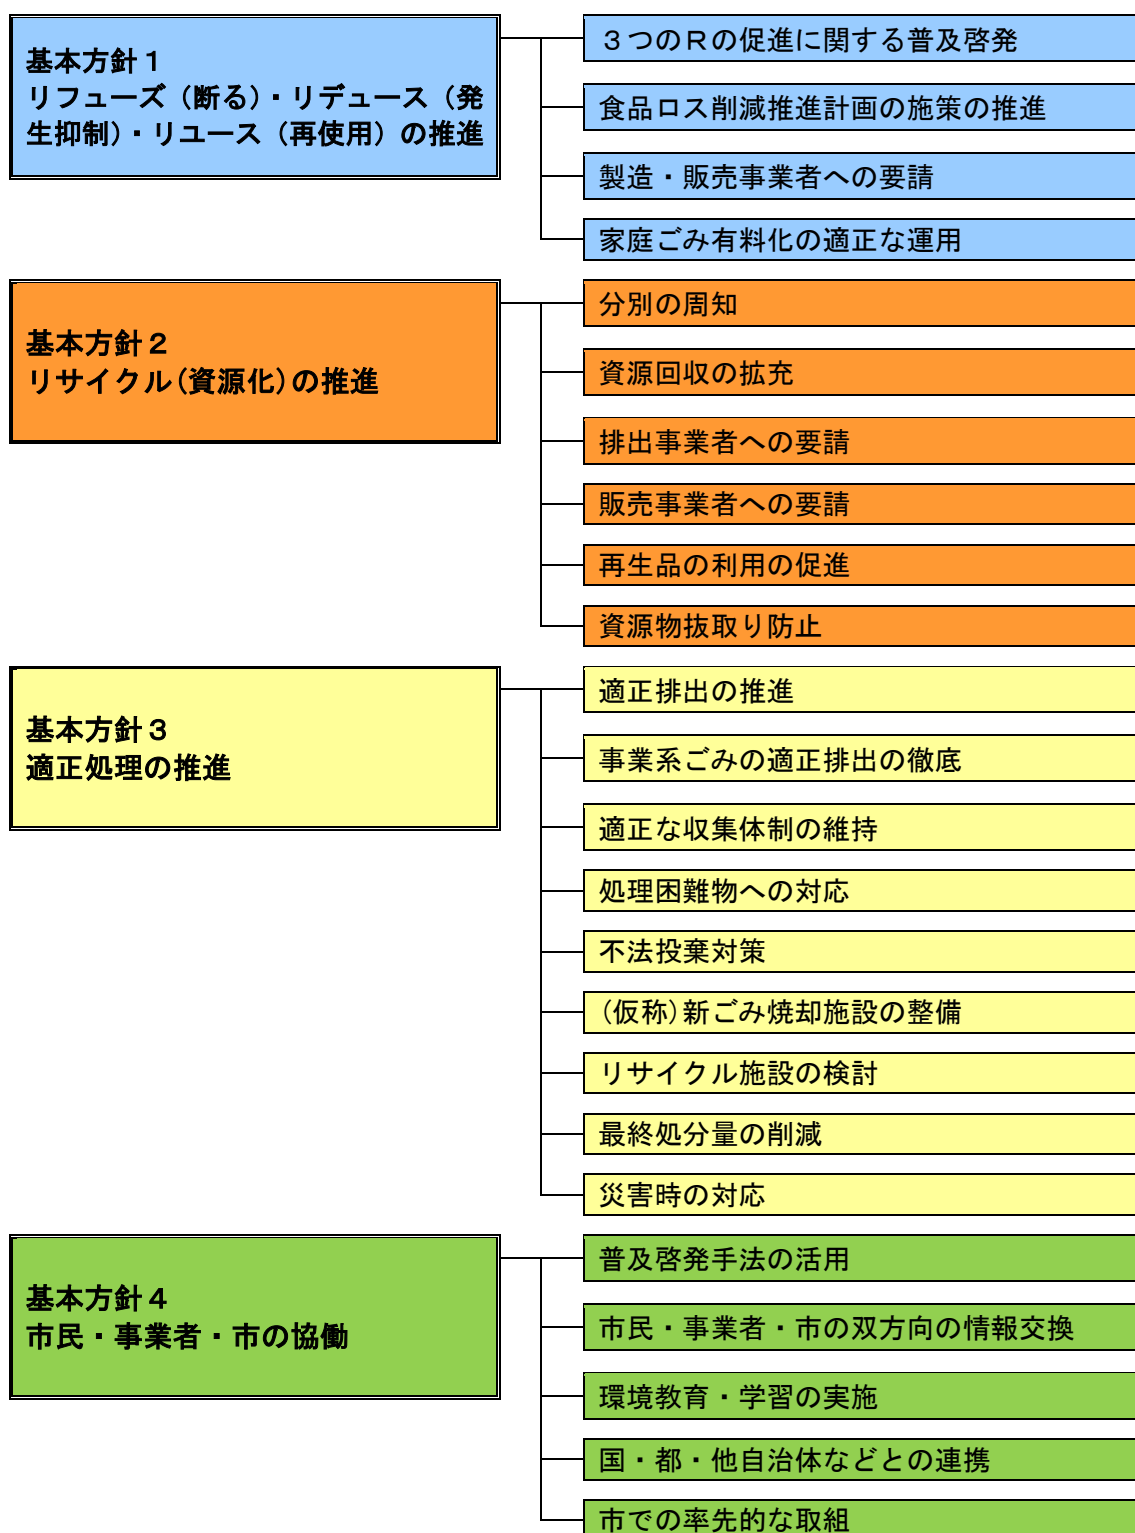 基本方針１
リフューズ（断る）・リデュース（発
生抑制）・リユース（再使用）の推進
３つのＲの促進に関する普及啓発
食品ロス削減推進計画の施策の推進
製造・販売事業者への要請
家庭ごみ有料化の適正な運用
基本方針２
リサイクル(資源化)の推進
分別の周知
資源回収の拡充
排出事業者への要請
販売事業者への要請
再生品の利用の促進
資源物抜取り防止
基本方針３
適正処理の推進
適正排出の推進
事業系ごみの適正排出の徹底
適正な収集体制の維持
処理困難物への対応
不法投棄対策
(仮称)新ごみ焼却施設の整備
リサイクル施設の検討
最終処分量の削減
災害時の対応
基本方針４
市民・事業者・市の協働
普及啓発手法の活用
市民・事業者・市の双方向の情報交換
環境教育・学習の実施
国・都・他自治体などとの連携
市での率先的な取組